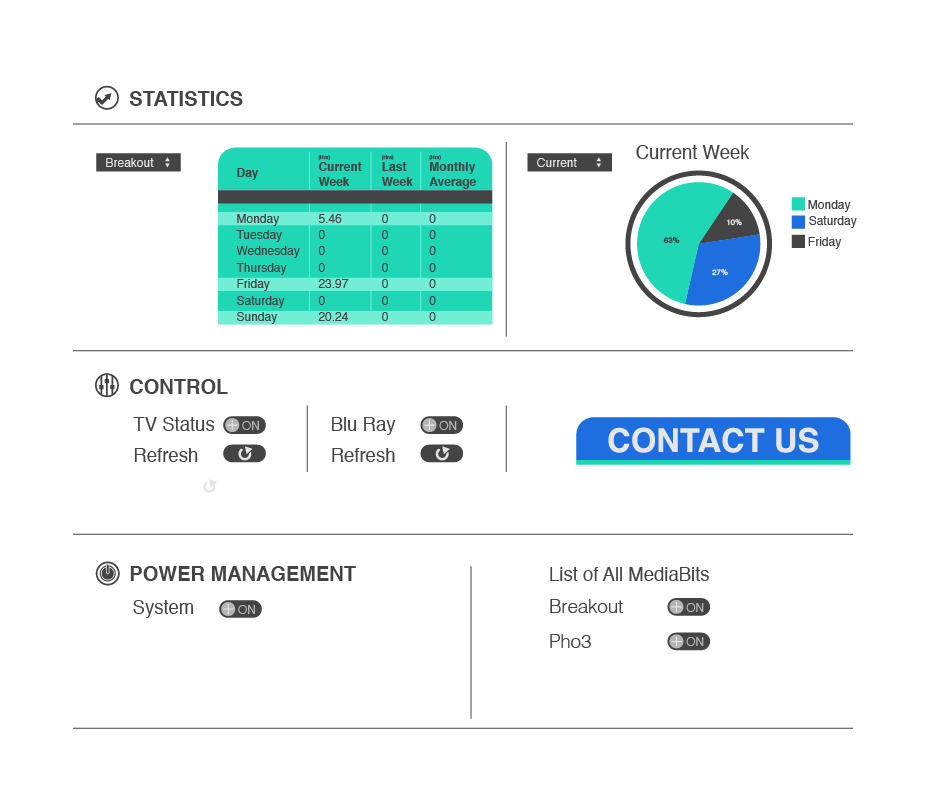 STATISTICS
Breakout
Day
(Hrs) Current Week
(Hrs) Last Week
(Hrs) Monthly Average
Monday 5.46 0 0
Tuesday 0 0 0
Wednesday 0 0 0
Thursday 0 0 0
Friday 23.97 0 0
Saturday 0 0 0
Sunday 20.24 0 0
Current
Current Week
63%
10%
27%
Monday
Saturday
Friday
CONTROL
TV Status ON
Refresh
Blu Ray ON
Refresh
CONTACT US
POWER MANAGEMENT
System ON
List of All MediaBits
Breakout ON
Pho3 ON